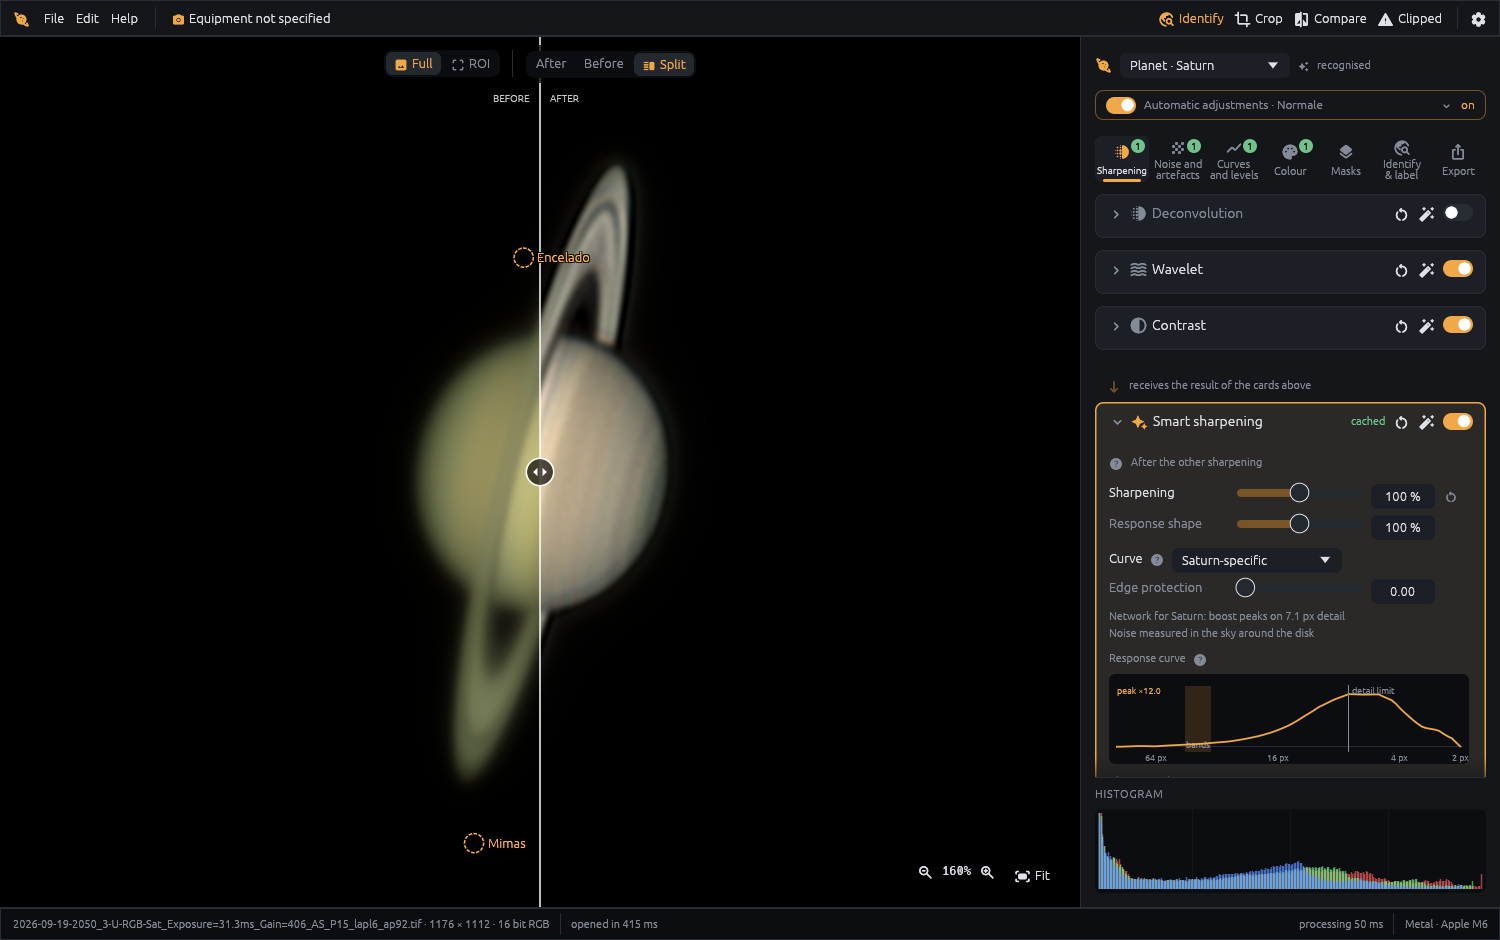 File Edit Help Equipment not specified Identify Crop Compare Clipped
Full ROI After Before Split
BEFORE AFTER
Encelado
Mimas
160% Fit
Planet · Saturn recognised
Automatic adjustments · Normale on
Sharpening 1
Noise and artefacts 1
Curves and levels 1
Colour 1
Masks
Identify & label
Export
Deconvolution
Wavelet
Contrast
receives the result of the cards above
Smart sharpening cached
? After the other sharpening
Sharpening 100 %
Response shape 100 %
Curve ? Saturn-specific
Edge protection 0.00
Network for Saturn: boost peaks on 7.1 px detail
Noise measured in the sky around the disk
Response curve ?
peak ×12.0 detail limit
bands
64 px 16 px 4 px 2 px
HISTOGRAM
2026-09-19-2050_3-U-RGB-Sat_Exposure=31.3ms_Gain=406_AS_P15_lapl6_ap92.tif · 1176 × 1112 · 16 bit RGB opened in 415 ms processing 50 ms Metal · Apple M6